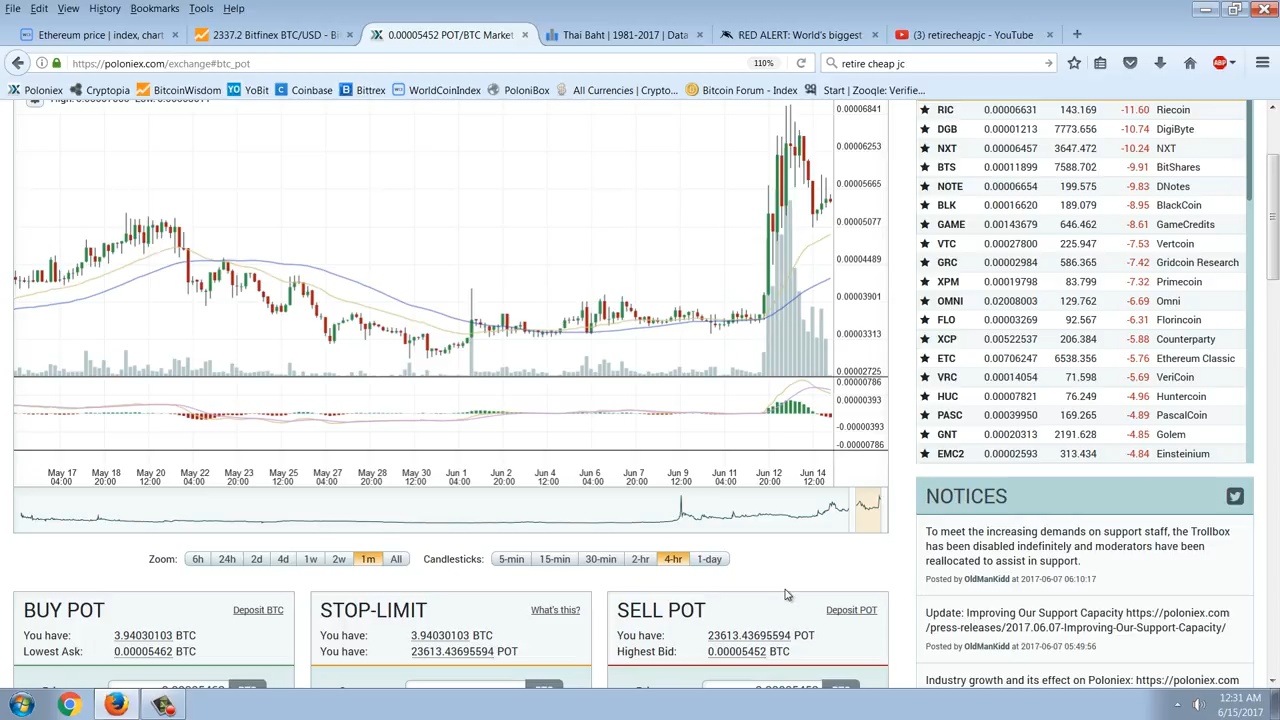 File Edit View History Bookmarks Tools Help
Ethereum price | index, chart × 2337.2 Bitfinex BTC/USD - Bi × 0.00005452 POT/BTC Market × Thai Baht | 1981-2017 | Data × RED ALERT: World's biggest × (3) retirecheapjc - YouTube × +
https://poloniex.com/exchange#btc_pot 110% retire cheap jc ABP
Poloniex Cryptopia BitcoinWisdom YO YoBit Coinbase Bittrex WorldCoinIndex PoloniBox All Currencies | Crypto... Bitcoin Forum - Index Start | Zooqle: Verifie...
0.00006841
0.00006253
0.00005665
0.00005077
0.00004489
0.00003901
0.00003313
0.00002725
0.00000786
0.00000393
-0.00000393
-0.00000786
May 17 May 18 May 20 May 22 May 23 May 25 May 27 May 28 May 30 Jun 1 Jun 2 Jun 4 Jun 6 Jun 7 Jun 9 Jun 11 Jun 12 Jun 14
04:00 20:00 12:00 04:00 20:00 12:00 04:00 20:00 12:00 04:00 20:00 12:00 04:00 20:00 12:00 04:00 20:00 12:00
Zoom: 6h 24h 2d 4d 1w 2w 1m All Candlesticks: 5-min 15-min 30-min 2-hr 4-hr 1-day
BUY POT Deposit BTC
You have: 3.94030103 BTC
Lowest Ask: 0.00005462 BTC
STOP-LIMIT What's this?
You have: 3.94030103 BTC
You have: 23613.43695594 POT
SELL POT Deposit POT
You have: 23613.43695594 POT
Highest Bid: 0.00005452 BTC
RIC 0.00006631 143.169 -11.60 Riecoin
DGB 0.00001213 7773.656 -10.74 DigiByte
NXT 0.00006457 3647.472 -10.24 NXT
BTS 0.00011899 7588.702 -9.91 BitShares
NOTE 0.00006654 199.575 -9.83 DNotes
BLK 0.00016620 189.079 -8.95 BlackCoin
GAME 0.00143679 646.462 -8.61 GameCredits
VTC 0.00027800 225.947 -7.53 Vertcoin
GRC 0.00002984 586.365 -7.42 Gridcoin Research
XPM 0.00019798 83.799 -7.32 Primecoin
OMNI 0.02008003 129.762 -6.69 Omni
FLO 0.00003269 92.567 -6.31 Florincoin
XCP 0.00522537 206.384 -5.88 Counterparty
ETC 0.00706247 6538.356 -5.76 Ethereum Classic
VRC 0.00014054 71.598 -5.69 VeriCoin
HUC 0.00007821 76.249 -4.96 Huntercoin
PASC 0.00039950 169.265 -4.89 PascalCoin
GNT 0.00020313 2191.628 -4.85 Golem
EMC2 0.00002593 313.434 -4.84 Einsteinium
NOTICES
To meet the increasing demands on support staff, the Trollbox
has been disabled indefinitely and moderators have been
reallocated to assist in support.
Posted by OldManKidd at 2017-06-07 06:10:17
Update: Improving Our Support Capacity https://poloniex.com
/press-releases/2017.06.07-Improving-Our-Support-Capacity/
Posted by OldManKidd at 2017-06-07 05:49:56
Industry growth and its effect on Poloniex: https://poloniex.com
12:31 AM
6/15/2017